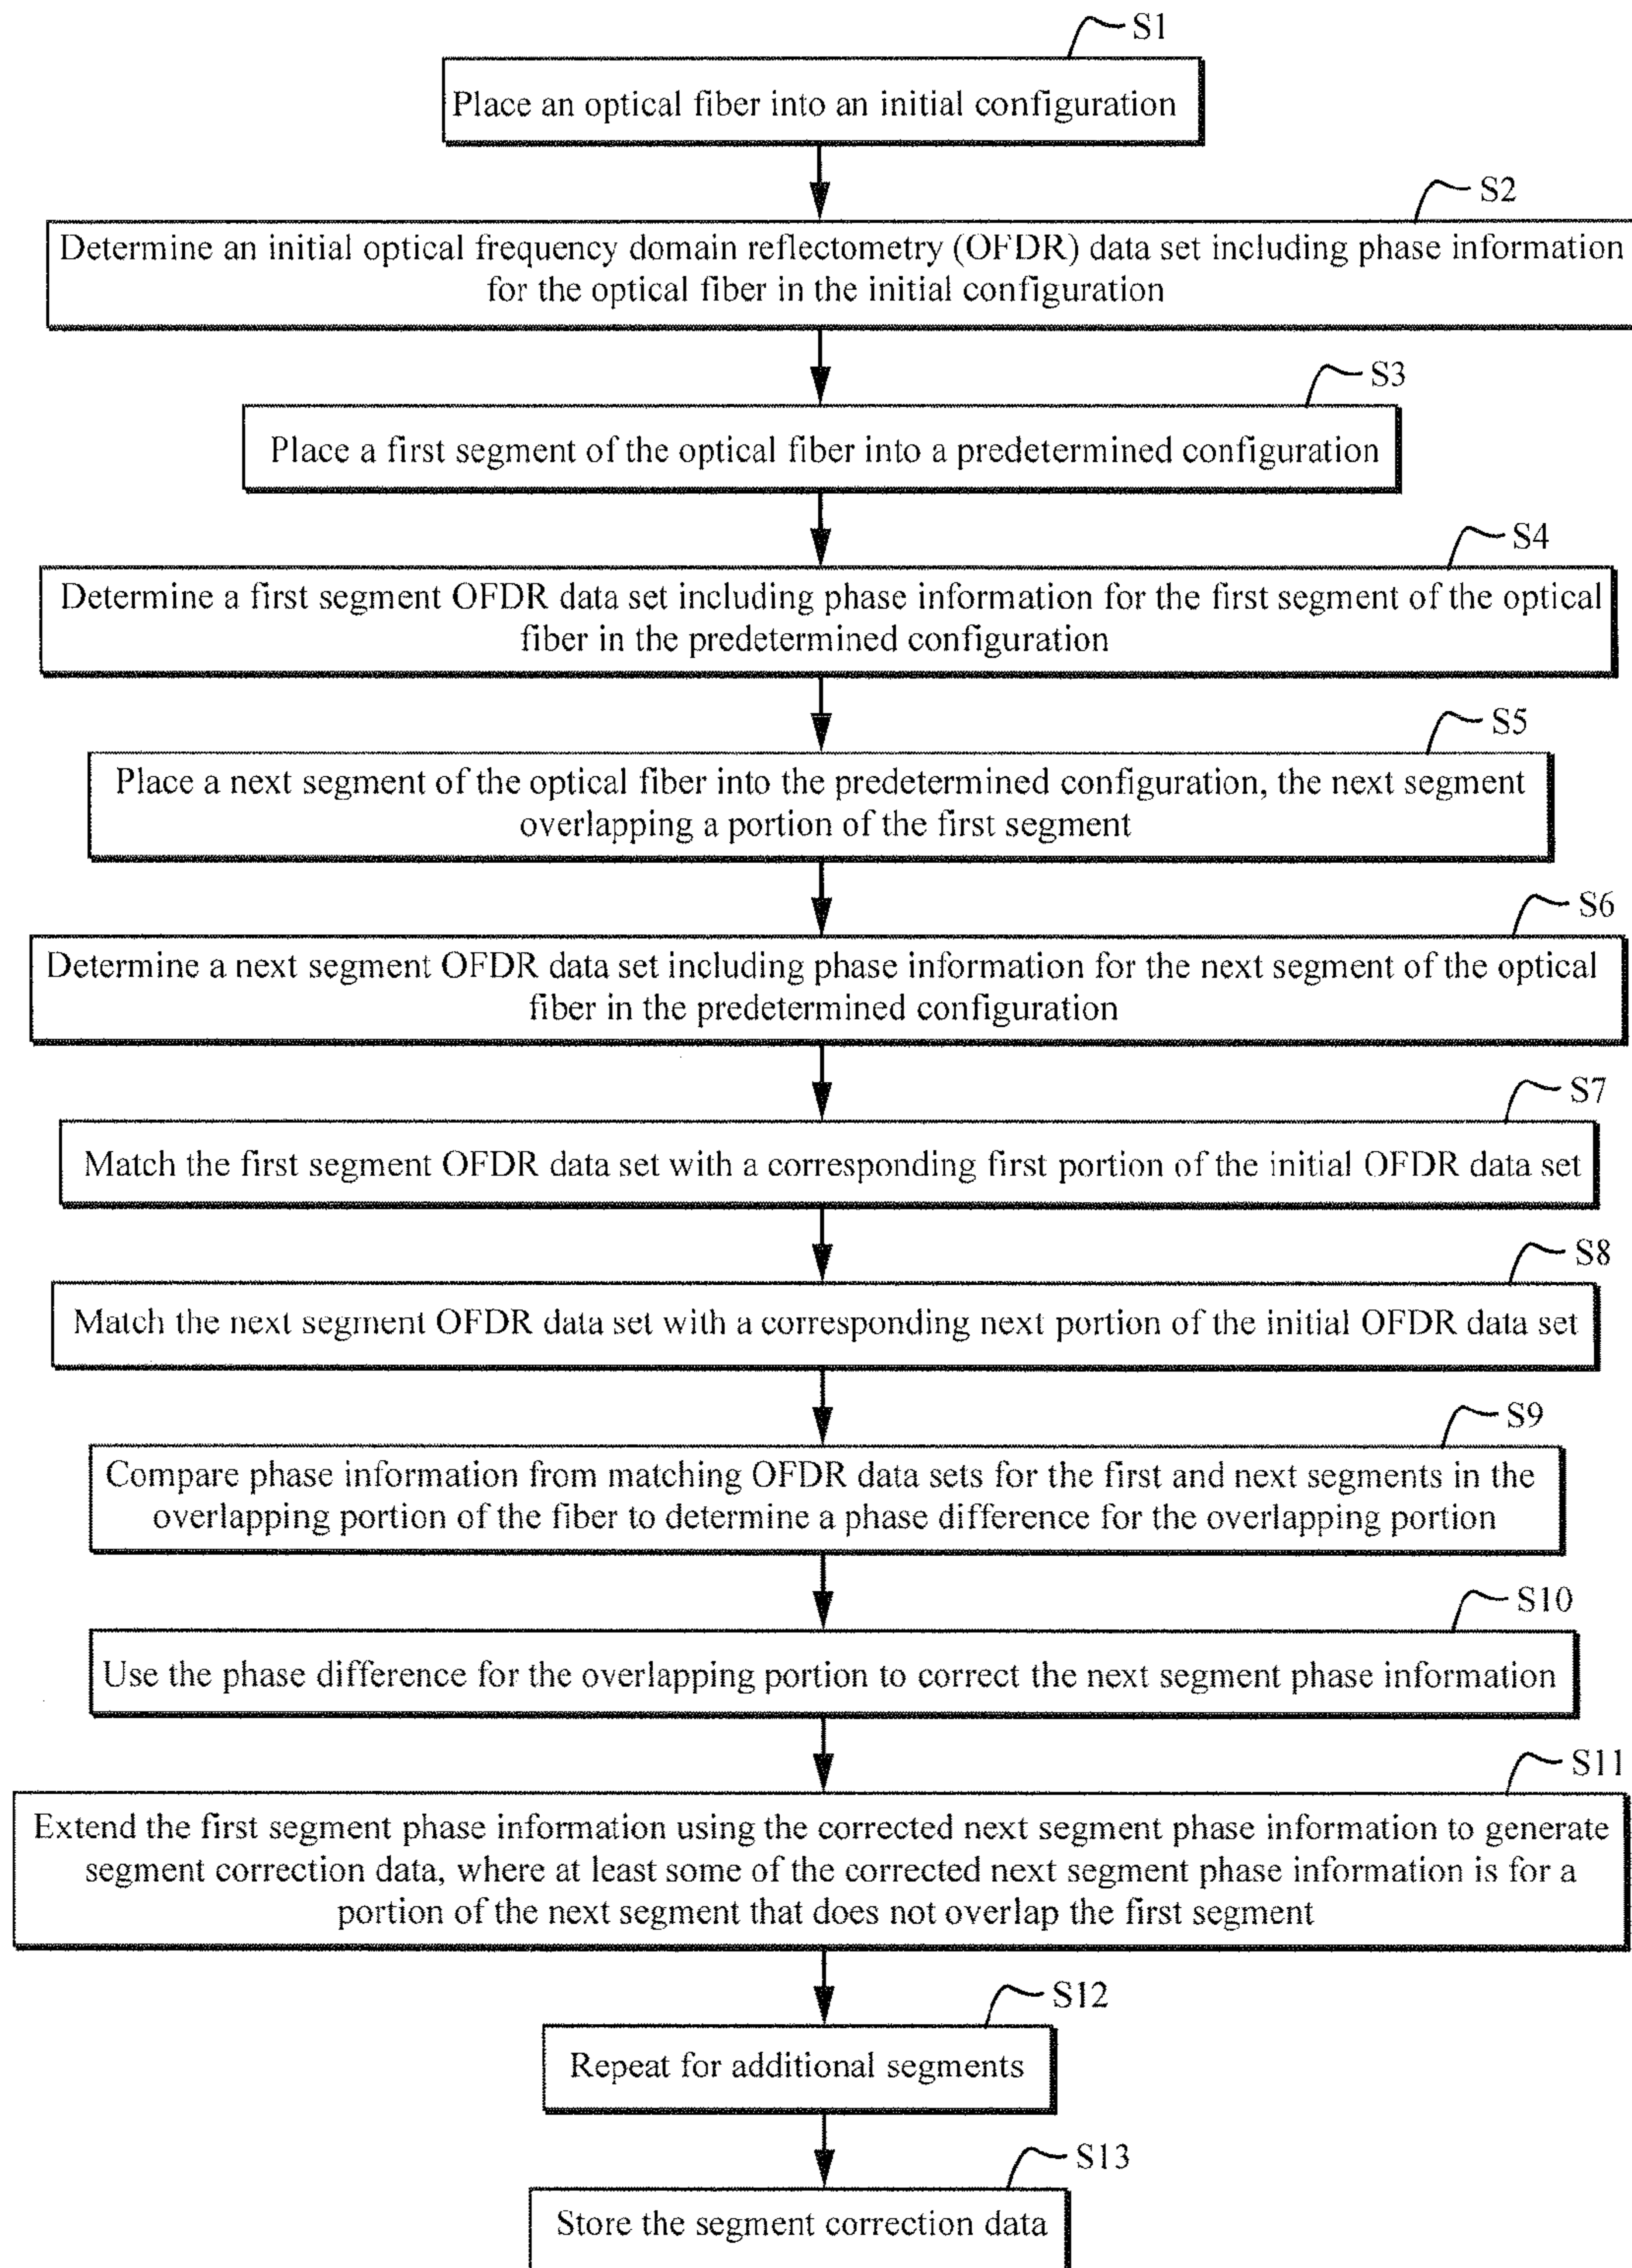 S1
Place an optical fiber into an initial configuration
S2
Determine an initial optical frequency domain reflectometry (OFDR) data set including phase information
for the optical fiber in the initial configuration
S3
Place a first segment of the optical fiber into a predetermined configuration
S4
Determine a first segment OFDR data set including phase information for the first segment of the optical
fiber in the predetermined configuration
S5
Place a next segment of the optical fiber into the predetermined configuration, the next segment
overlapping a portion of the first segment
S6
Determine a next segment OFDR data set including phase information for the next segment of the optical
fiber in the predetermined configuration
S7
Match the first segment OFDR data set with a corresponding first portion of the initial OFDR data set
S8
Match the next segment OFDR data set with a corresponding next portion of the initial OFDR data set
S9
Compare phase information from matching OFDR data sets for the first and next segments in the
overlapping portion of the fiber to determine a phase difference for the overlapping portion
S10
Use the phase difference for the overlapping portion to correct the next segment phase information
S11
Extend the first segment phase information using the corrected next segment phase information to generate
segment correction data, where at least some of the corrected next segment phase information is for a
portion of the next segment that does not overlap the first segment
S12
Repeat for additional segments
S13
Store the segment correction data